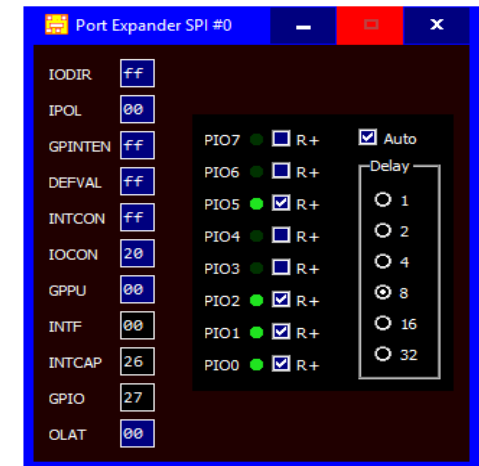 Port Expander SPI #0
IODIR ff
IPOL 00
GPINTEN ff
DEFVAL ff
INTCON ff
IOCON 20
GPPU 00
INTF 00
INTCAP 26
GPIO 27
OLAT 00
PIO7 R+
PIO6 R+
PIO5 R+
PIO4 R+
PIO3 R+
PIO2 R+
PIO1 R+
PIO0 R+
Auto
Delay
1
2
4
8
16
32